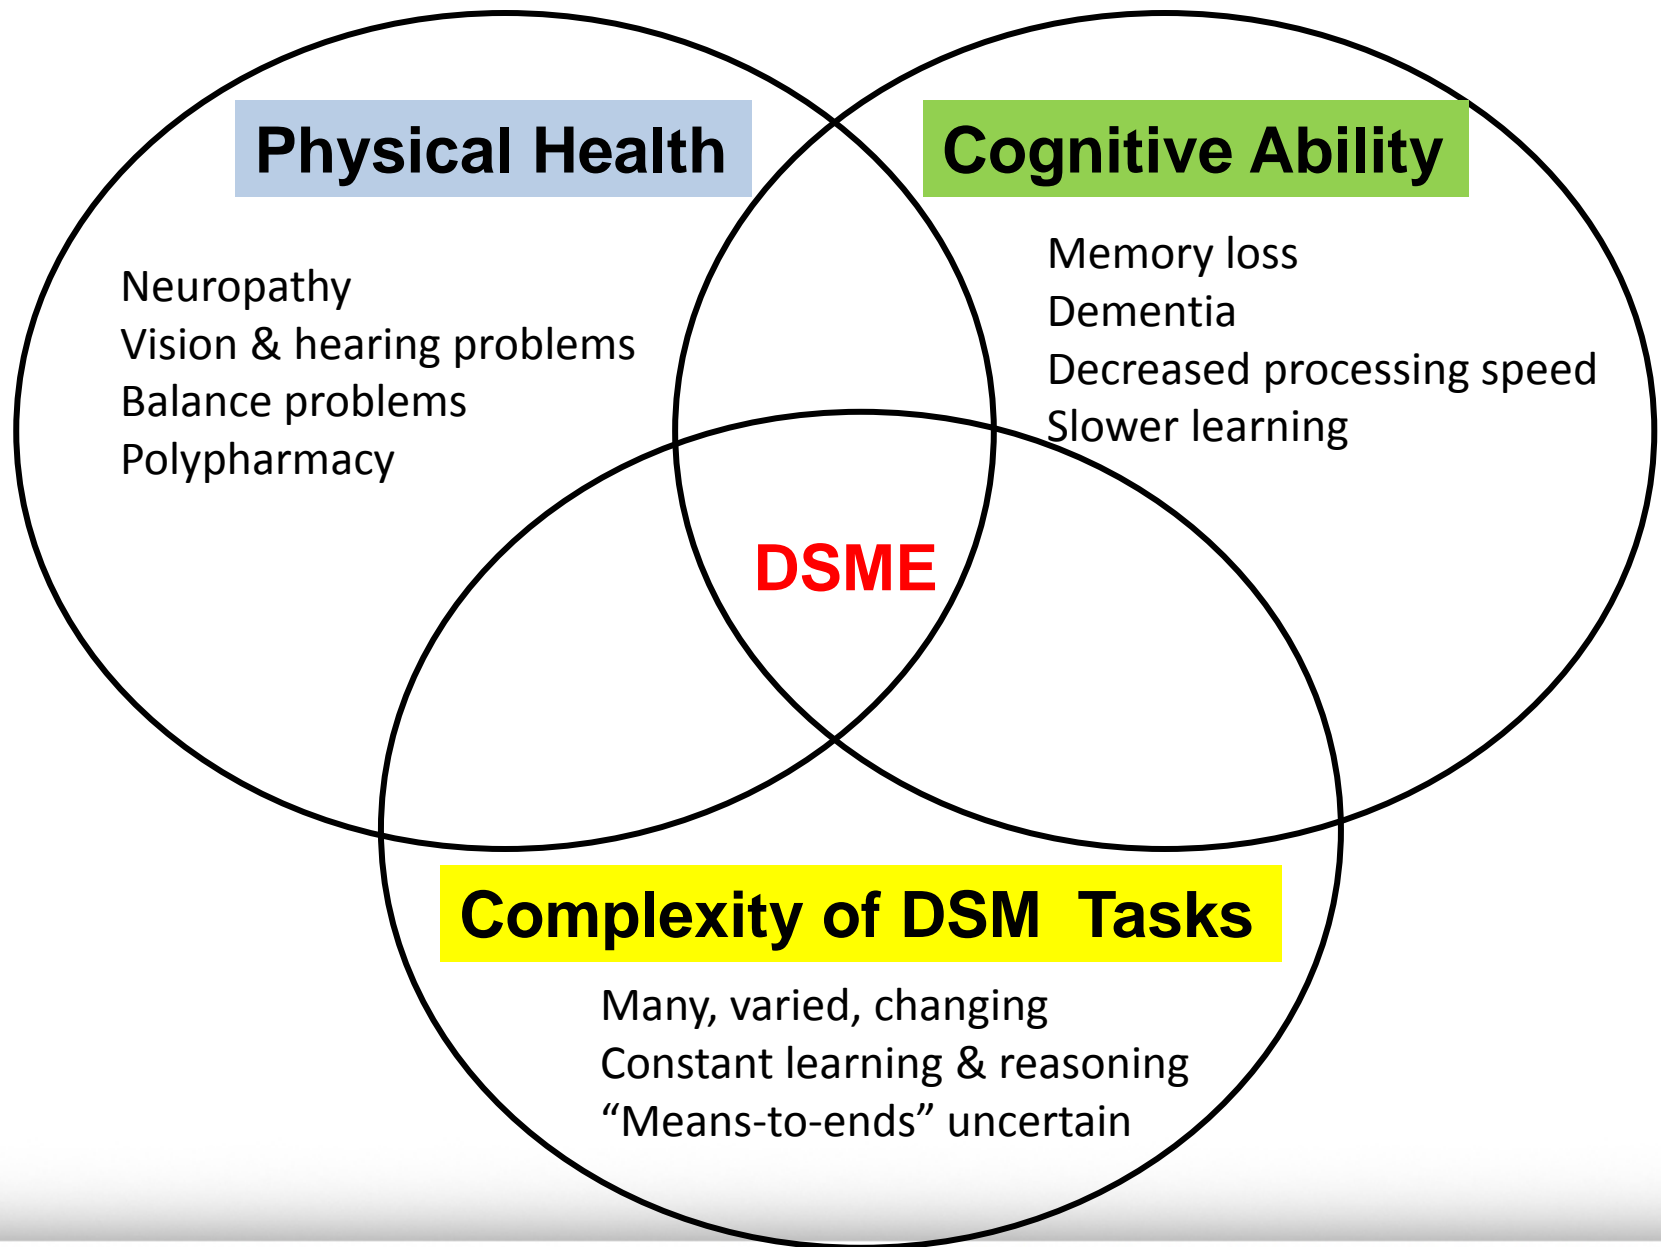 Physical Health
Neuropathy
Vision & hearing problems
Balance problems
Polypharmacy
Cognitive Ability
Memory loss
Dementia
Decreased processing speed
Slower learning
DSME
Complexity of DSM  Tasks
Many, varied, changing
Constant learning & reasoning
“Means-to-ends” uncertain